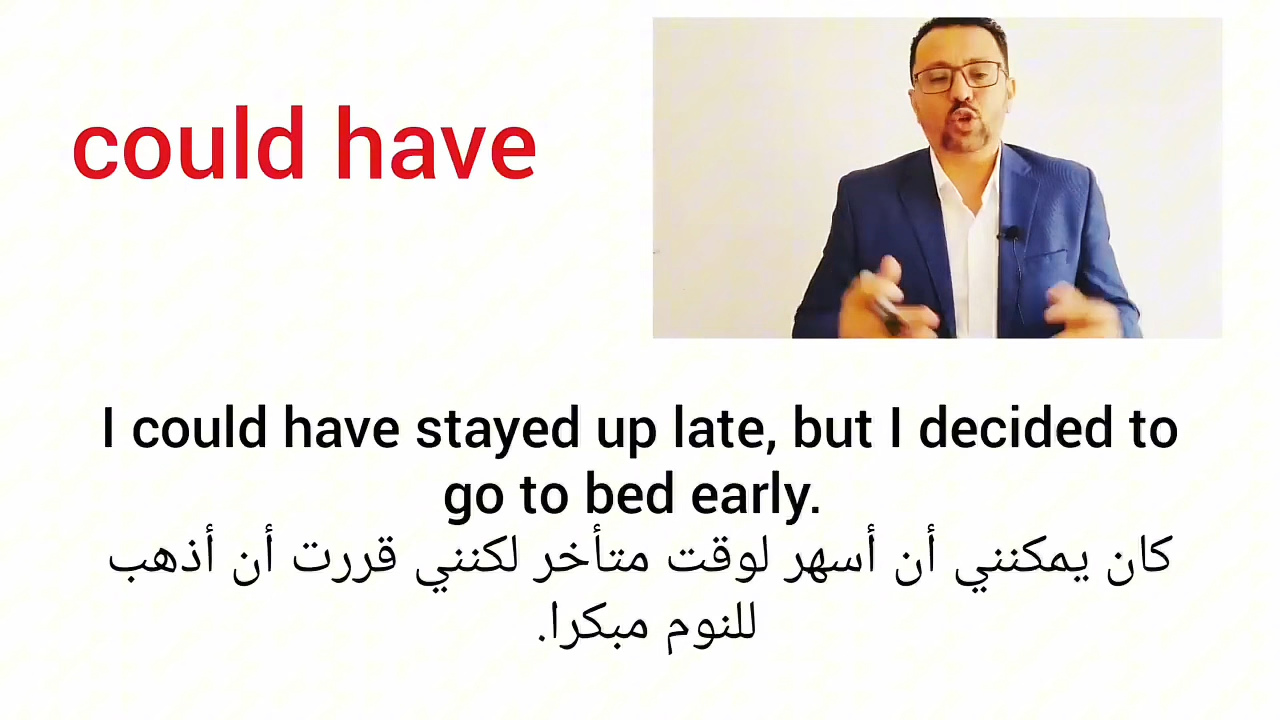 could have
I could have stayed up late, but I decided to
go to bed early.
كان يمكنني أن أسهر لوقت متأخر لكنني قررت أن أذهب
للنوم مبكرا.